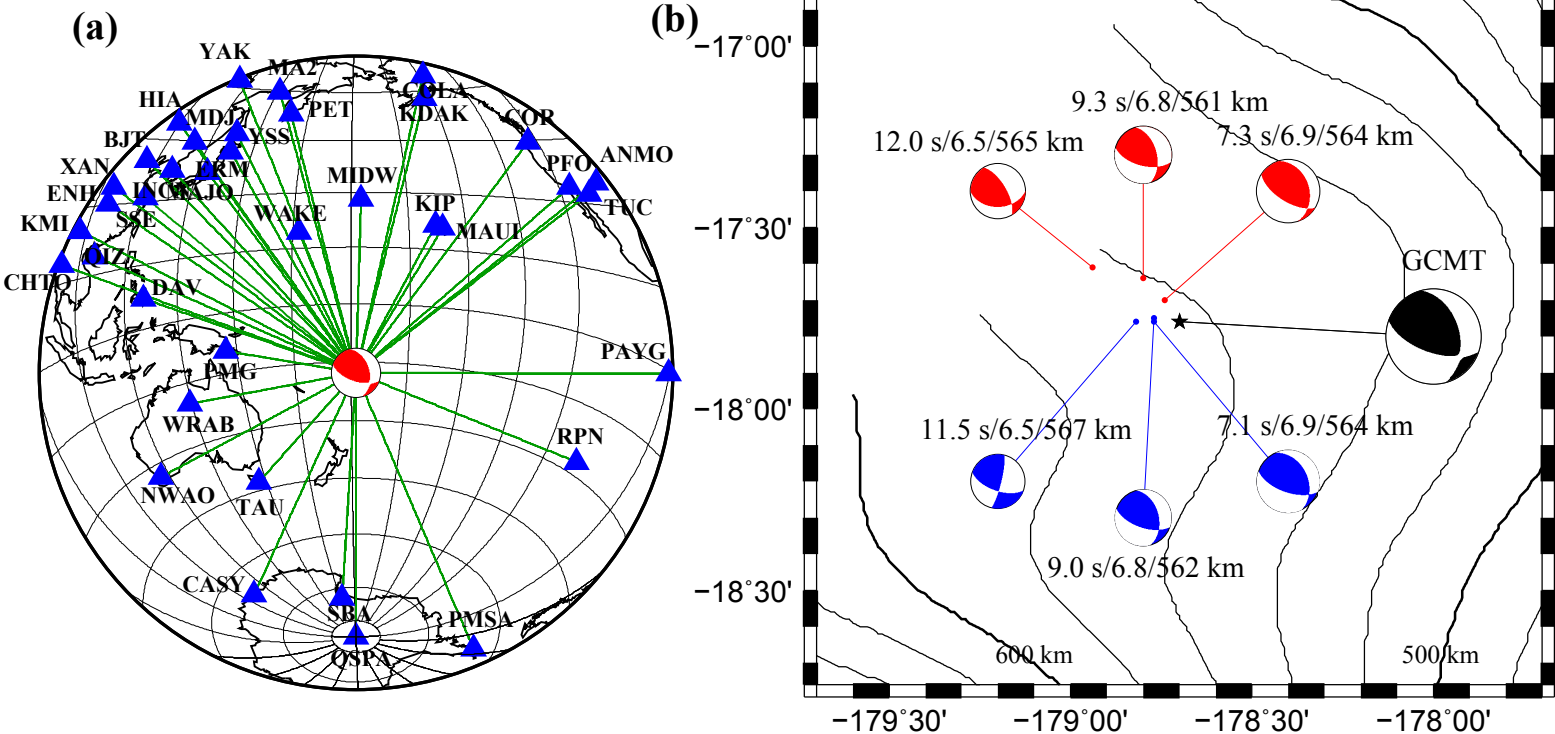 (a)
YAK
MA2
COLA
HIA
MDJ
PET
KDAK
COR
BJT
YSS
XAN
ERM
MIDW
PFO
ANMO
ENH
INCN
MAJO
TUC
KMI
SSE
WAKE
KIP
MAUI
QIZ
CHTO
DAV
PMG
PAYG
WRAB
RPN
NWAO
TAU
CASY
SBA
PMSA
QSPA
(b)
−17˚00'
9.3 s/6.8/561 km
12.0 s/6.5/565 km
7.3 s/6.9/564 km
−17˚30'
GCMT
−18˚00'
11.5 s/6.5/567 km
7.1 s/6.9/564 km
9.0 s/6.8/562 km
−18˚30'
600 km
500 km
−179˚30'
−179˚00'
−178˚30'
−178˚00'